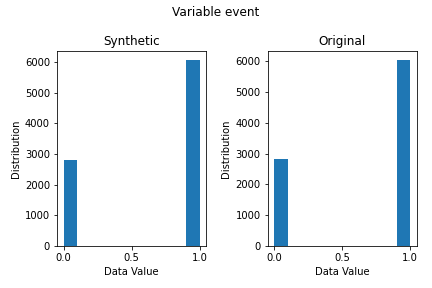 Variable event
Synthetic
Original
6000
5000
4000
3000
2000
1000
0
Distribution
0.0 0.5 1.0
Data Value
6000
5000
4000
3000
2000
1000
0
Distribution
0.0 0.5 1.0
Data Value